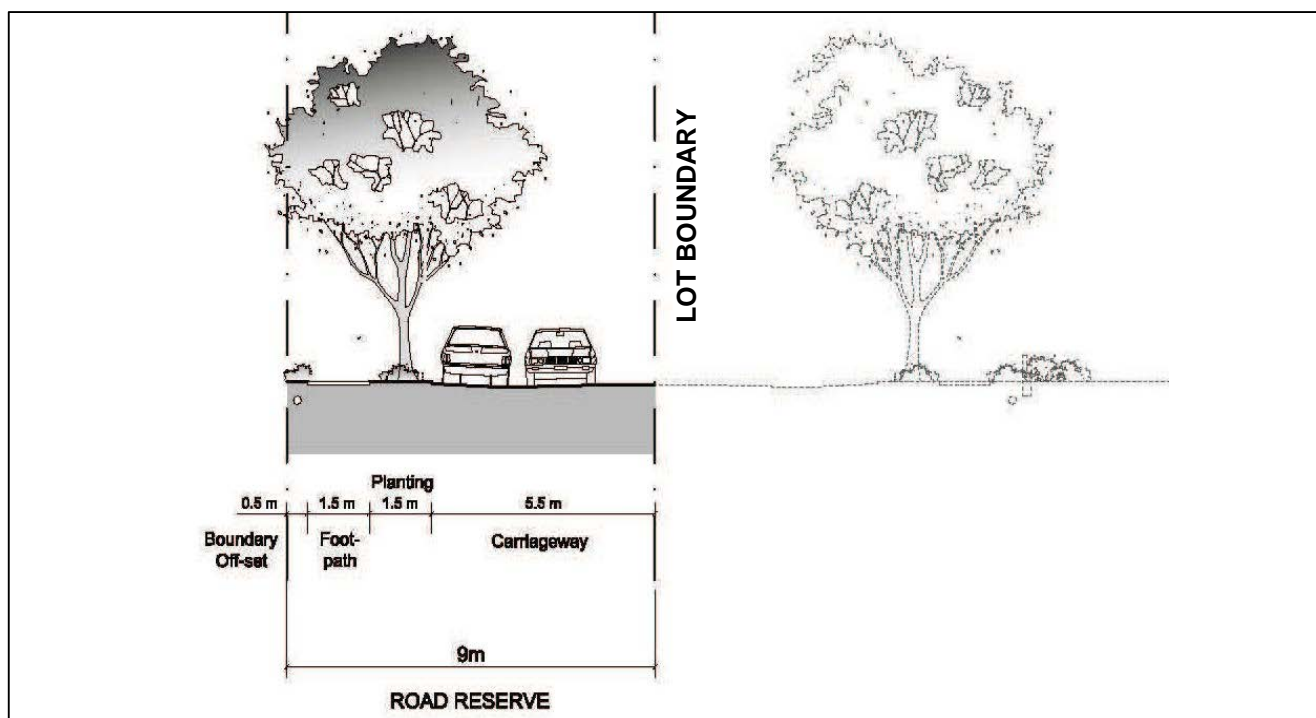 LOT BOUNDARY
Planting
0.5 m 1.5 m 1.5 m 5.5 m
Boundary
Off-set
Foot-
path
Carriageway
9m
ROAD RESERVE